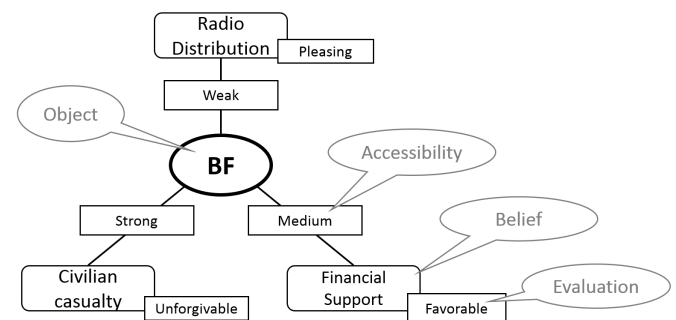 Radio
Distribution
Pleasing
Weak
Object
BF
Accessibility
Strong
Medium
Belief
Civilian
casualty
Unforgivable
Financial
Support
Favorable
Evaluation